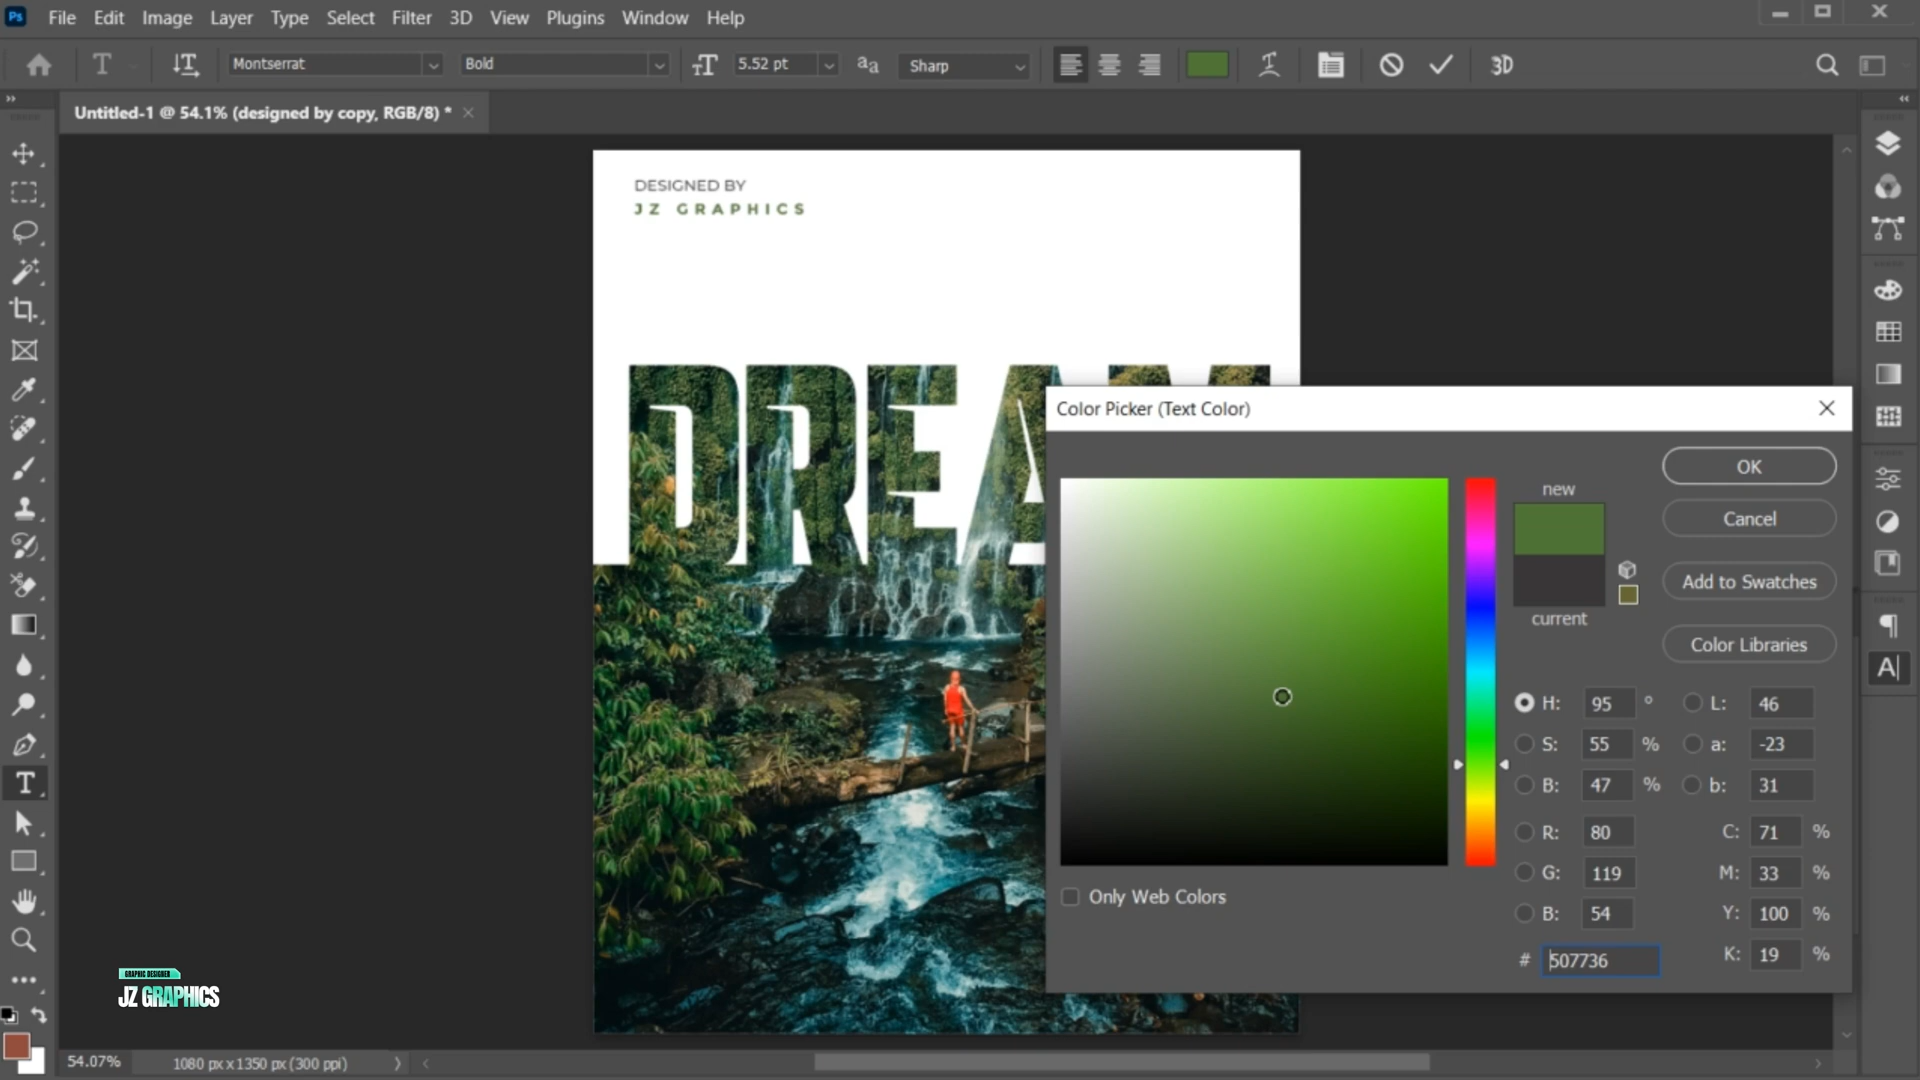 Ps File Edit Image Layer Type Select Filter 3D View Plugins Window Help
T Montserrat Bold 5.52 pt Sharp 3D
Untitled-1 @ 54.1% (designed by copy, RGB/8) *
DESIGNED BY
JZ GRAPHICS
DREAM
Color Picker (Text Color)
new
current
OK
Cancel
Add to Swatches
Color Libraries
H: 95 ° L: 46
S: 55 % a: -23
B: 47 % b: 31
R: 80 C: 71 %
G: 119 M: 33 %
B: 54 Y: 100 %
# 507736 K: 19 %
Only Web Colors
GRAPHIC DESIGNER
JZ GRAPHICS
54.07% 1080 px x 1350 px (300 ppi)